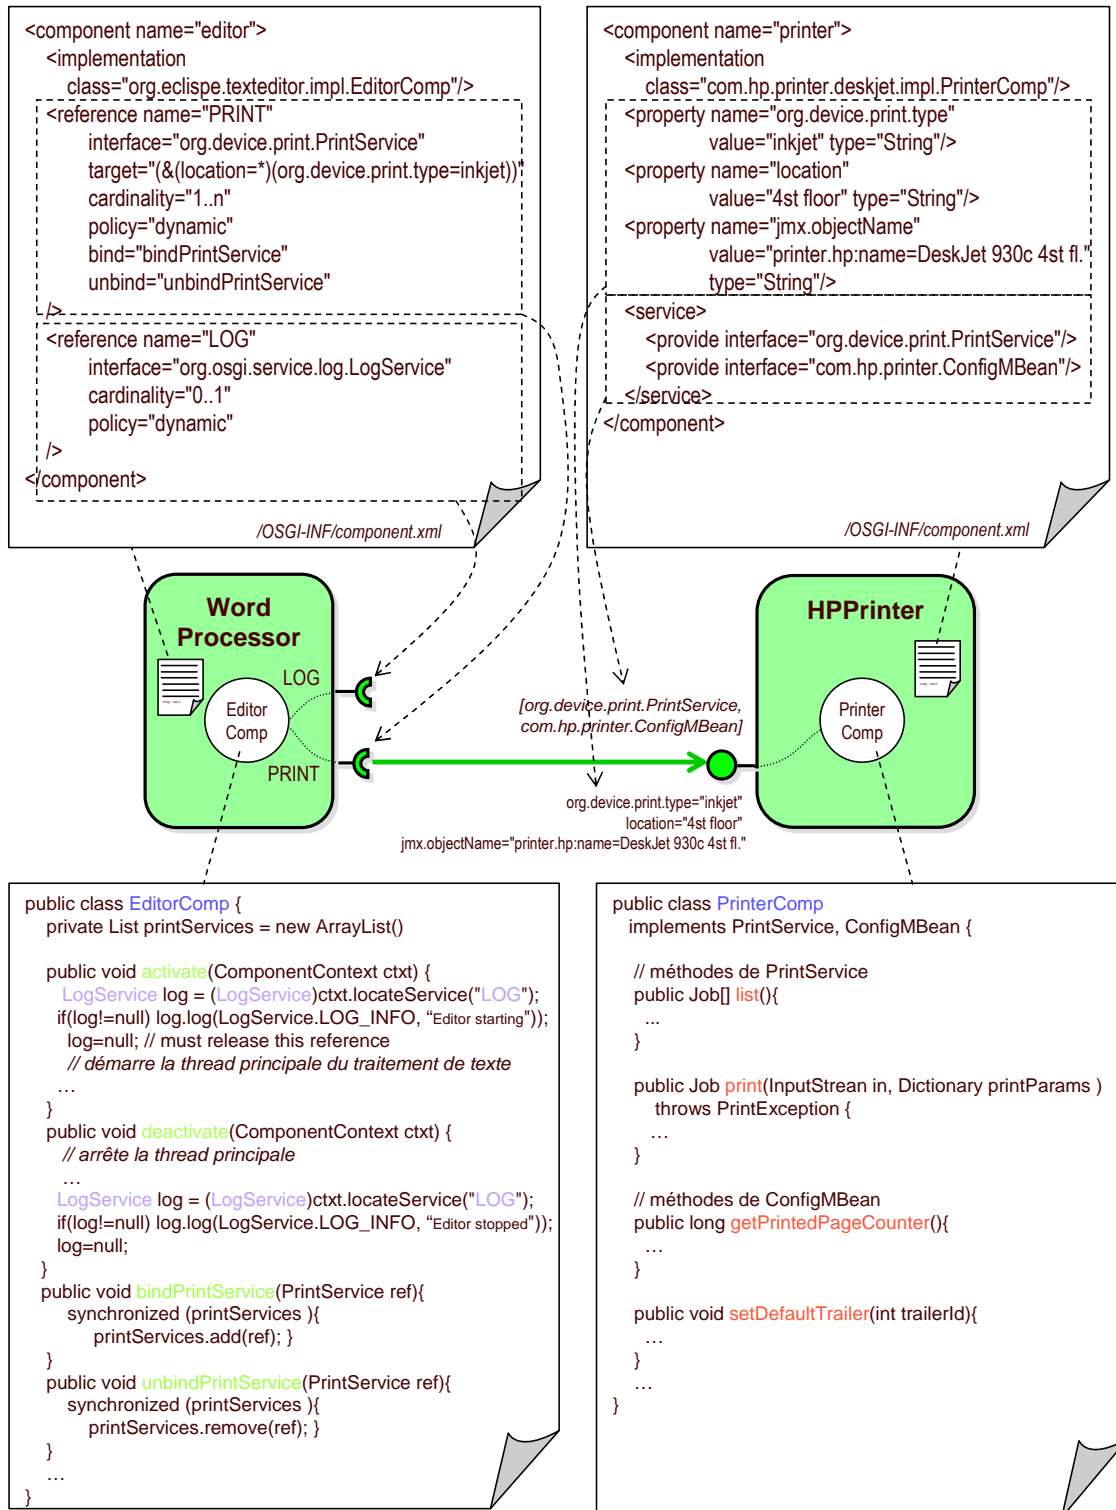 <component name="editor">
<implementation
class="org.eclispe.texteditor.impl.EditorComp"/>
<reference name="PRINT"
interface="org.device.print.PrintService"
target="(&(location=*)(org.device.print.type=inkjet))"
cardinality="1..n"
policy="dynamic"
bind="bindPrintService"
unbind="unbindPrintService"
/>
<reference name="LOG"
interface="org.osgi.service.log.LogService"
cardinality="0..1"
policy="dynamic"
/>
</component>
/OSGI-INF/component.xml
<component name="printer">
<implementation
class="com.hp.printer.deskjet.impl.PrinterComp"/>
<property name="org.device.print.type"
value="inkjet" type="String"/>
<property name="location"
value="4st floor" type="String"/>
<property name="jmx.objectName"
value="printer.hp:name=DeskJet 930c 4st fl."
type="String"/>
<service>
<provide interface="org.device.print.PrintService"/>
<provide interface="com.hp.printer.ConfigMBean"/>
</service>
</component>
/OSGI-INF/component.xml
Word
Processor
LOG
Editor
Comp
PRINT
[org.device.print.PrintService,
com.hp.printer.ConfigMBean]
org.device.print.type="inkjet"
location="4st floor"
jmx.objectName="printer.hp:name=DeskJet 930c 4st fl."
HPPrinter
Printer
Comp
public class EditorComp {
private List printServices = new ArrayList()
public void activate(ComponentContext ctxt) {
LogService log = (LogService)ctxt.locateService("LOG");
if(log!=null) log.log(LogService.LOG_INFO, “Editor starting"));
log=null; // must release this reference
// démarre la thread principale du traitement de texte
…
}
public void deactivate(ComponentContext ctxt) {
// arrête la thread principale
…
LogService log = (LogService)ctxt.locateService("LOG");
if(log!=null) log.log(LogService.LOG_INFO, “Editor stopped"));
log=null;
}
public void bindPrintService(PrintService ref){
synchronized (printServices ){
printServices.add(ref); }
}
public void unbindPrintService(PrintService ref){
synchronized (printServices ){
printServices.remove(ref); }
}
…
}
public class PrinterComp
implements PrintService, ConfigMBean {
// méthodes de PrintService
public Job[] list(){
...
}
public Job print(InputStrean in, Dictionary printParams )
throws PrintException {
…
}
// méthodes de ConfigMBean
public long getPrintedPageCounter(){
…
}
public void setDefaultTrailer(int trailerId){
…
}
…
}